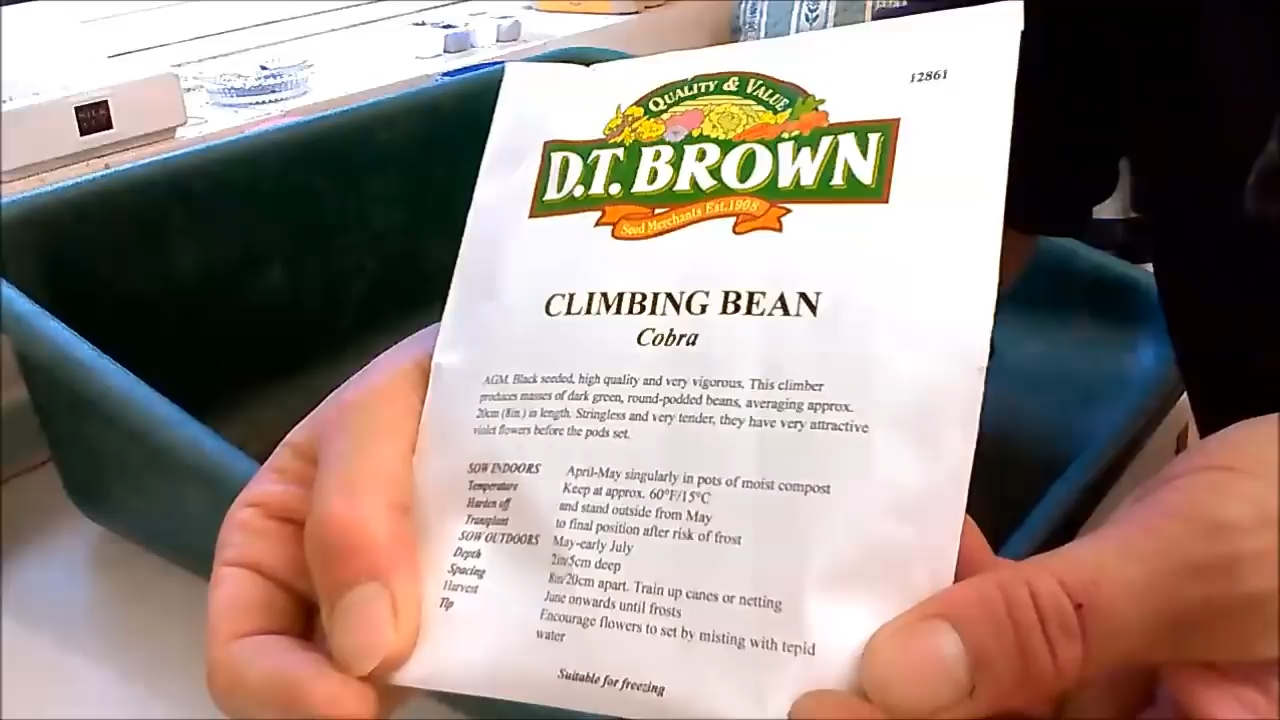 12861
QUALITY & VALUE
D.T. BROWN
Seed Merchants Est.1908
CLIMBING BEAN
Cobra
AGM. Black seeded, high quality and very vigorous. This climber
produces masses of dark green, round-podded beans, averaging approx.
20cm (8in.) in length. Stringless and very tender, they have very attractive
violet flowers before the pods set.
SOW INDOORS April-May singularly in pots of moist compost
Temperature Keep at approx. 60°F/15°C
Harden off and stand outside from May
Transplant to final position after risk of frost
SOW OUTDOORS May-early July
Depth 2in/5cm deep
Spacing 8in/20cm apart. Train up canes or netting
Harvest June onwards until frosts
Tip Encourage flowers to set by misting with tepid
water
Suitable for freezing